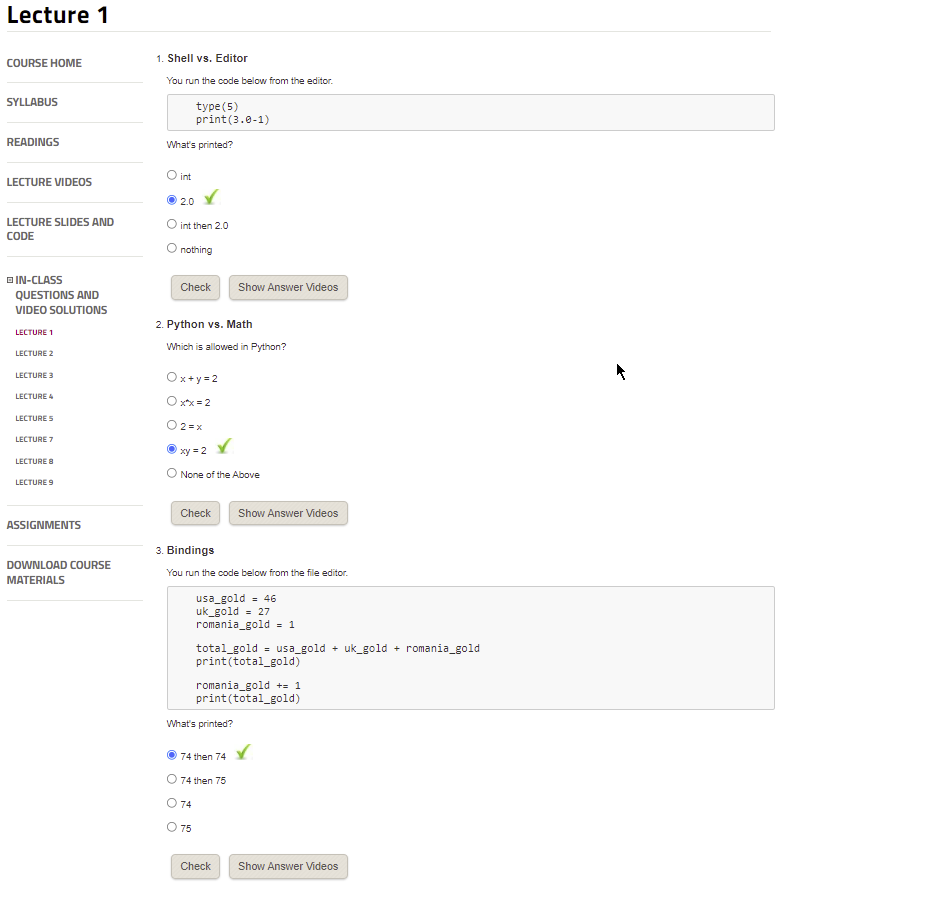 Lecture 1
COURSE HOME
SYLLABUS
READINGS
LECTURE VIDEOS
LECTURE SLIDES AND
CODE
IN-CLASS
QUESTIONS AND
VIDEO SOLUTIONS
LECTURE 1
LECTURE 2
LECTURE 3
LECTURE 4
LECTURE 5
LECTURE 7
LECTURE 8
LECTURE 9
ASSIGNMENTS
DOWNLOAD COURSE
MATERIALS
1. Shell vs. Editor
You run the code below from the editor.
type(5)
print(3.0-1)
What's printed?
int
2.0
int then 2.0
nothing
Check Show Answer Videos
2. Python vs. Math
Which is allowed in Python?
x + y = 2
x*x = 2
2 = x
xy = 2
None of the Above
Check Show Answer Videos
3. Bindings
You run the code below from the file editor.
usa_gold = 46
uk_gold = 27
romania_gold = 1
total_gold = usa_gold + uk_gold + romania_gold
print(total_gold)
romania_gold += 1
print(total_gold)
What's printed?
74 then 74
74 then 75
74
75
Check Show Answer Videos